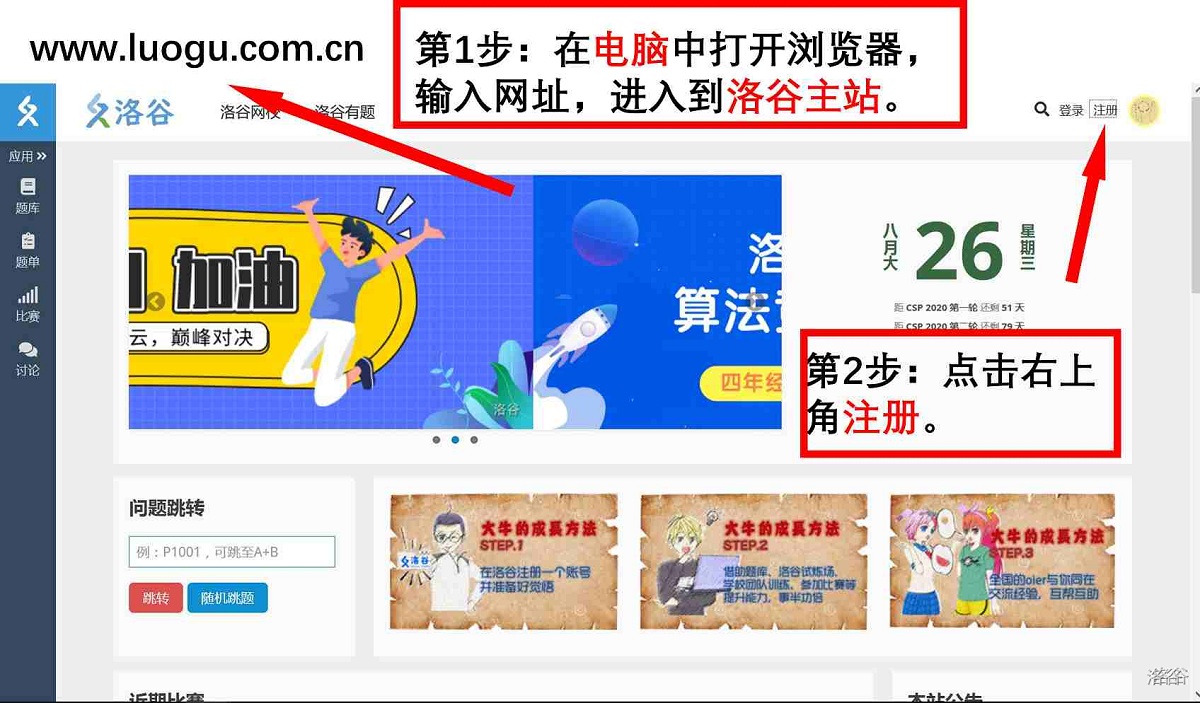 www.luogu.com.cn
第1步：在电脑中打开浏览器，
输入网址，进入到洛谷主站。
洛谷
洛谷网校
洛谷有题
登录
注册
应用
题库
题单
比赛
讨论
加油
云，巅峰对决
洛谷
洛
算法
四年经
八月大
26
星期三
距 CSP 2020 第一轮 还剩 51 天
距 CSP 2020 第二轮 还剩 79 天
第2步：点击右上
角注册。
问题跳转
例：P1001，可跳至A+B
跳转
随机跳题
洛谷
大牛的成長方法
STEP.1
在洛谷注册一个账号
并准备好觉悟
大牛的成長方法
STEP.2
借助题库、洛谷试炼场、
学校团队训练、参加比赛等
提升能力，事半功倍
大牛的成長方法
STEP.3
全国的oier与你同在
交流经验，互帮互助
近期比赛
本站公告
洛谷